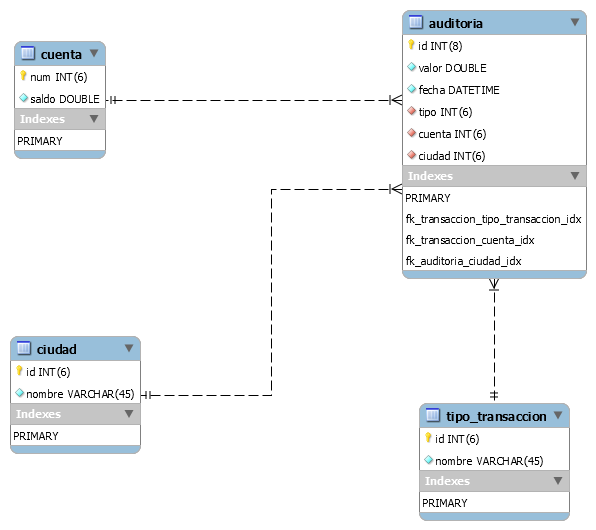 cuenta
num INT(6)
saldo DOUBLE
Indexes
PRIMARY
auditoria
id INT(8)
valor DOUBLE
fecha DATETIME
tipo INT(6)
cuenta INT(6)
ciudad INT(6)
Indexes
PRIMARY
fk_transaccion_tipo_transaccion_idx
fk_transaccion_cuenta_idx
fk_auditoria_ciudad_idx
ciudad
id INT(6)
nombre VARCHAR(45)
Indexes
PRIMARY
tipo_transaccion
id INT(6)
nombre VARCHAR(45)
Indexes
PRIMARY